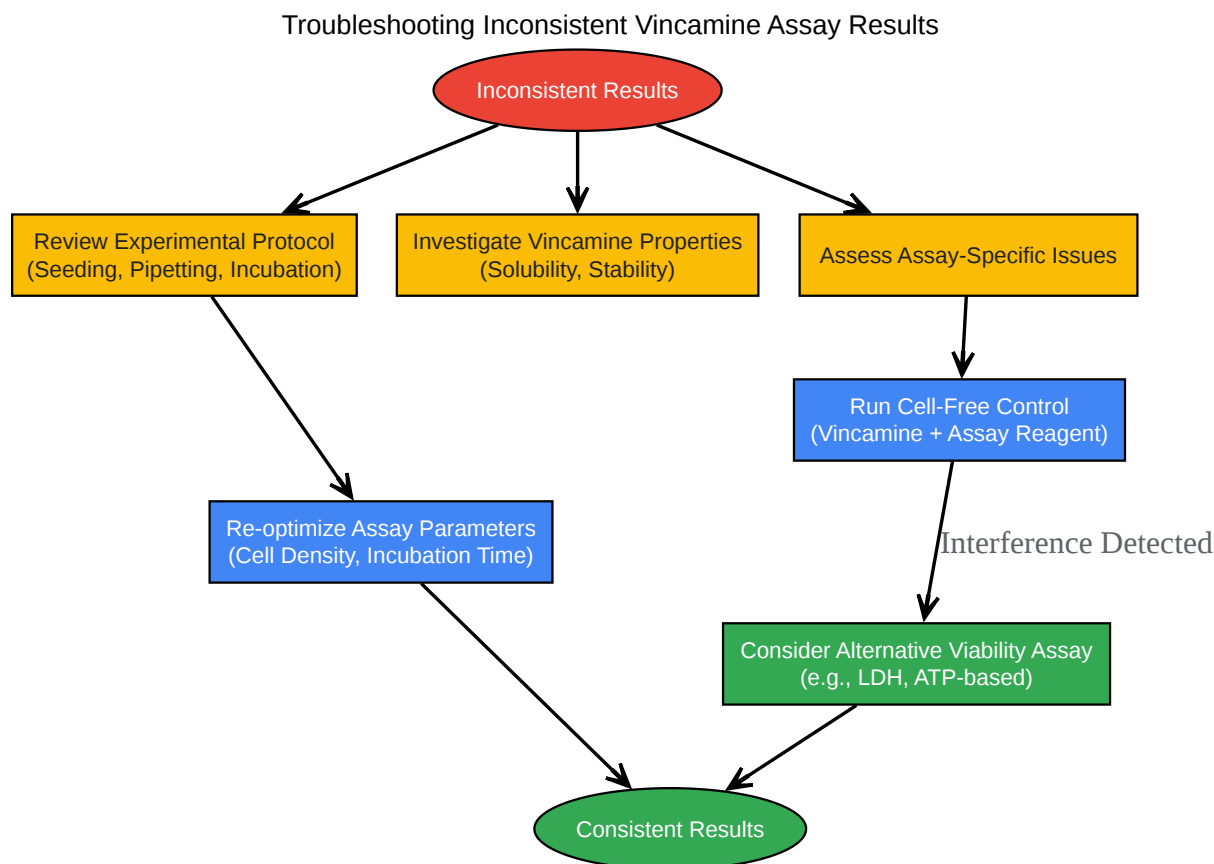 Troubleshooting Inconsistent Vincamine Assay Results
Inconsistent Results
Review Experimental Protocol
(Seeding, Pipetting, Incubation)
Investigate Vincamine Properties
(Solubility, Stability)
Assess Assay-Specific Issues
Run Cell-Free Control
(Vincamine + Assay Reagent)
Re-optimize Assay Parameters
(Cell Density, Incubation Time)
Interference Detected
Consider Alternative Viability Assay
(e.g., LDH, ATP-based)
Consistent Results